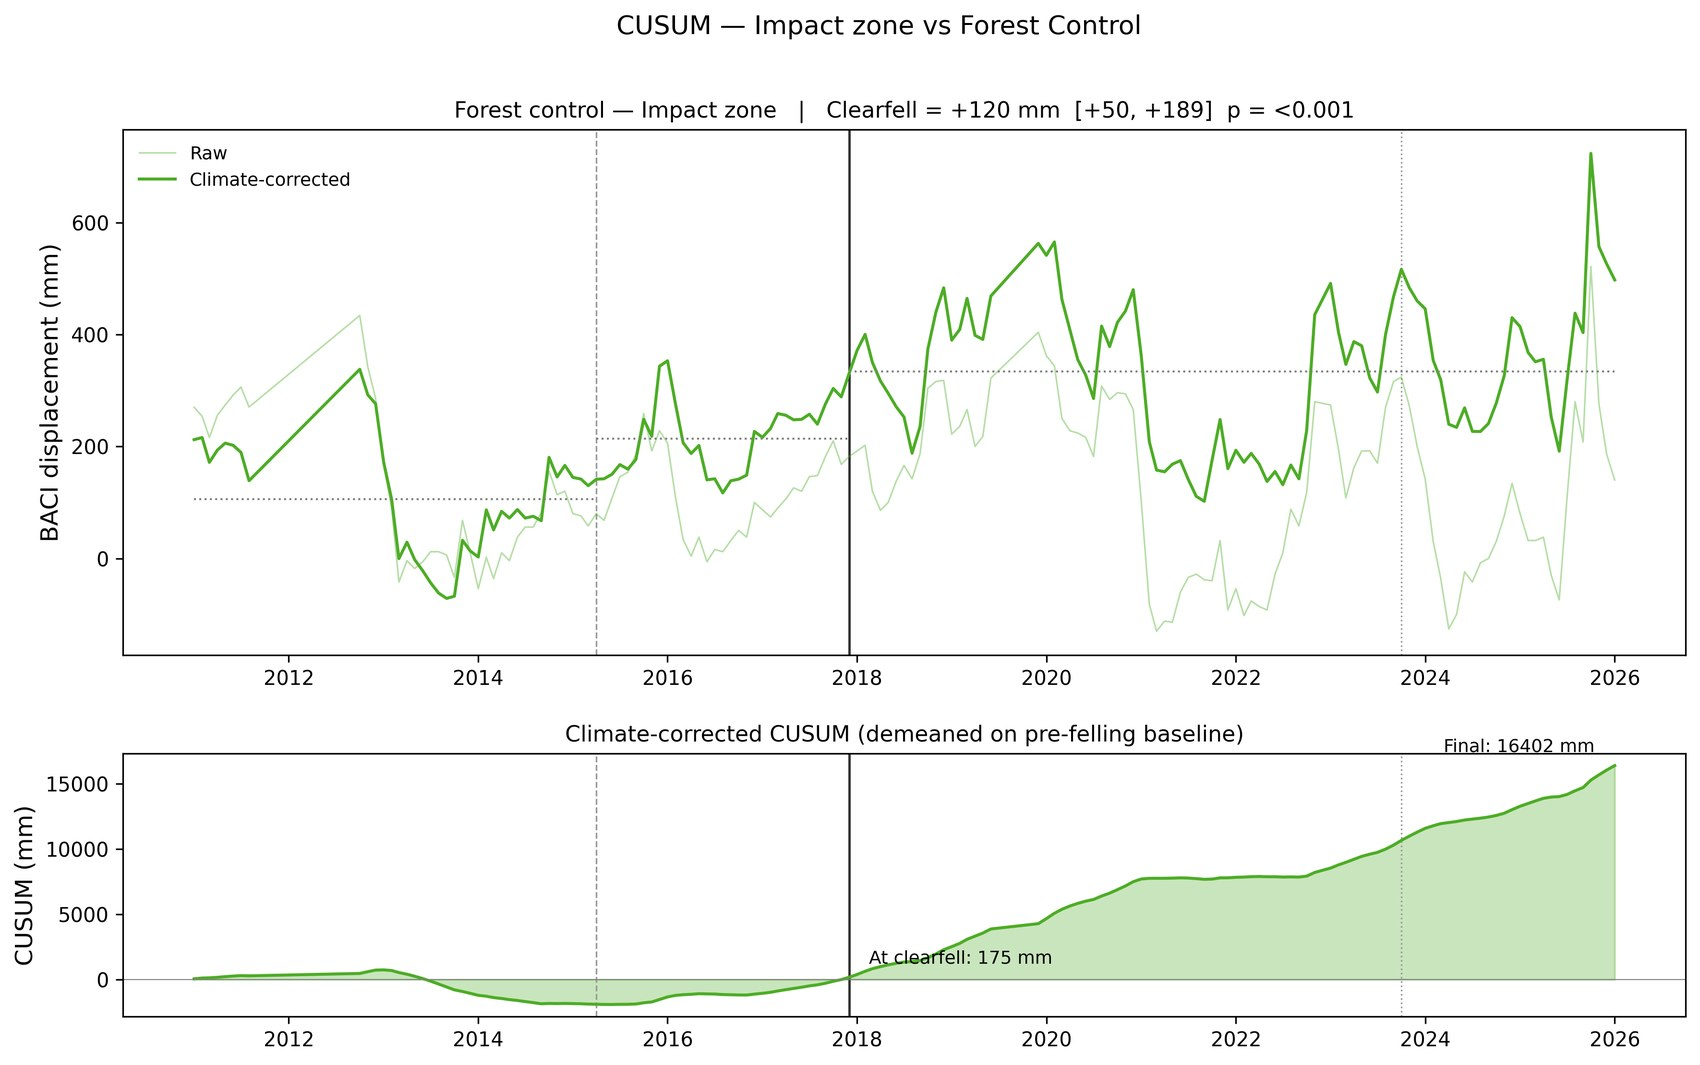 CUSUM — Impact zone vs Forest Control
Forest control — Impact zone | Clearfell = +120 mm [+50, +189] p = <0.001
Raw
Climate-corrected
BACI displacement (mm)
600
400
200
0
2012 2014 2016 2018 2020 2022 2024 2026
Climate-corrected CUSUM (demeaned on pre-felling baseline)
Final: 16402 mm
CUSUM (mm)
15000
10000
5000
0
At clearfell: 175 mm
2012 2014 2016 2018 2020 2022 2024 2026